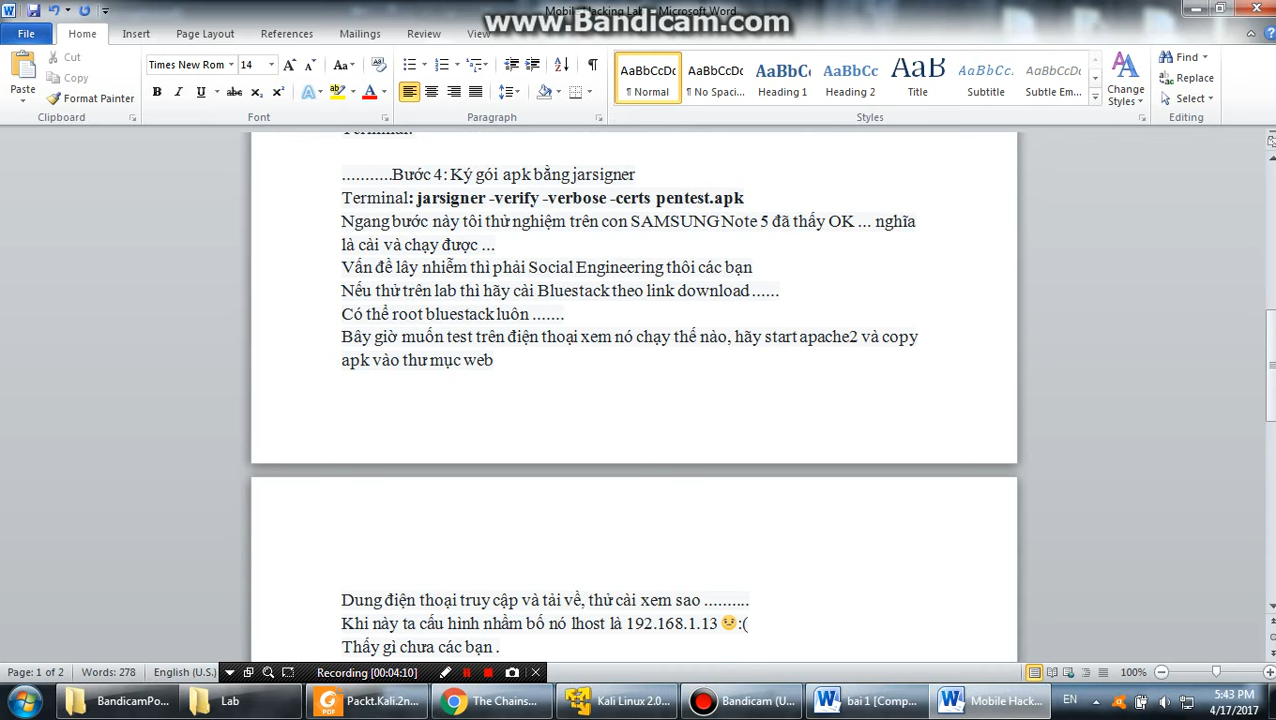 Mobile Hacking Lab - Microsoft Word
www.Bandicam.com
File Home Insert Page Layout References Mailings Review View
Paste
Cut
Copy
Format Painter
Clipboard
Times New Rom 14
Font
Paragraph
AaBbCcDc AaBbCcDc AaBbCc AaBbCc AaB AaBbCcDc AaBbCcDc
¶ Normal ¶ No Spaci... Heading 1 Heading 2 Title Subtitle Subtle Em...
Change Styles
Styles
Find
Replace
Select
Editing
Terminal:
...........Bước 4: Ký gói apk bằng jarsigner
Terminal: jarsigner -verify -verbose -certs pentest.apk
Ngang bước này tôi thử nghiệm trên con SAMSUNG Note 5 đã thấy OK ... nghĩa
là cài và chạy được ...
Vấn đề lây nhiễm thì phải Social Engineering thôi các bạn
Nếu thử trên lab thì hãy cài Bluestack theo link download ......
Có thể root bluestack luôn .......
Bây giờ muốn test trên điện thoại xem nó chạy thế nào, hãy start apache2 và copy
apk vào thư mục web
Dung điện thoại truy cập và tải về, thử cài xem sao ..........
Khi này ta cấu hình nhầm bố nó lhost là 192.168.1.13 😟:(
Thấy gì chưa các bạn .
Page: 1 of 2 Words: 278 English (U.S.) Recording [00:04:10] 100%
BandicamPo... Lab Packt.Kali.2n... The Chains... Kali Linux 2.0... Bandicam (U... bai 1 [Comp... Mobile Hack... EN 5:43 PM
4/17/2017